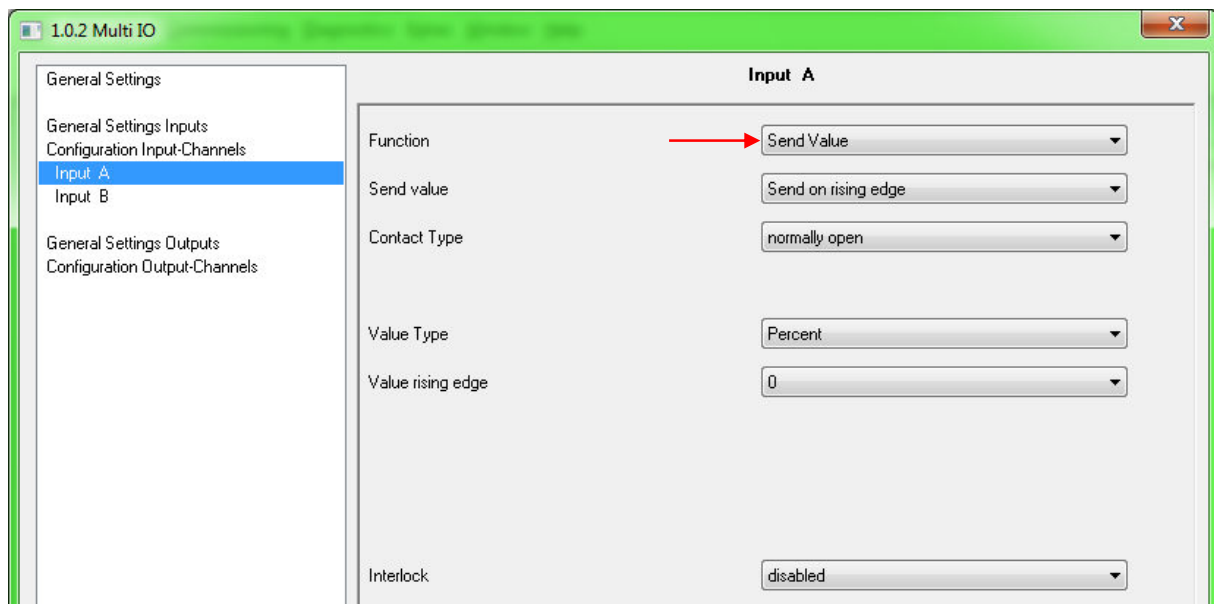 1.0.2 Multi IO
X
General Settings
General Settings Inputs
Configuration Input-Channels
Input A
Input B
General Settings Outputs
Configuration Output-Channels
Input A
Function
Send Value
Send value
Send on rising edge
Contact Type
normally open
Value Type
Percent
Value rising edge
0
Interlock
disabled